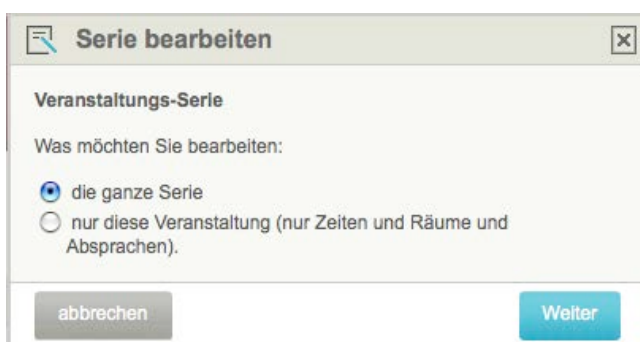 Serie bearbeiten
Veranstaltungs-Serie
Was möchten Sie bearbeiten:
die ganze Serie
nur diese Veranstaltung (nur Zeiten und Räume und
Absprachen).
abbrechen
Weiter